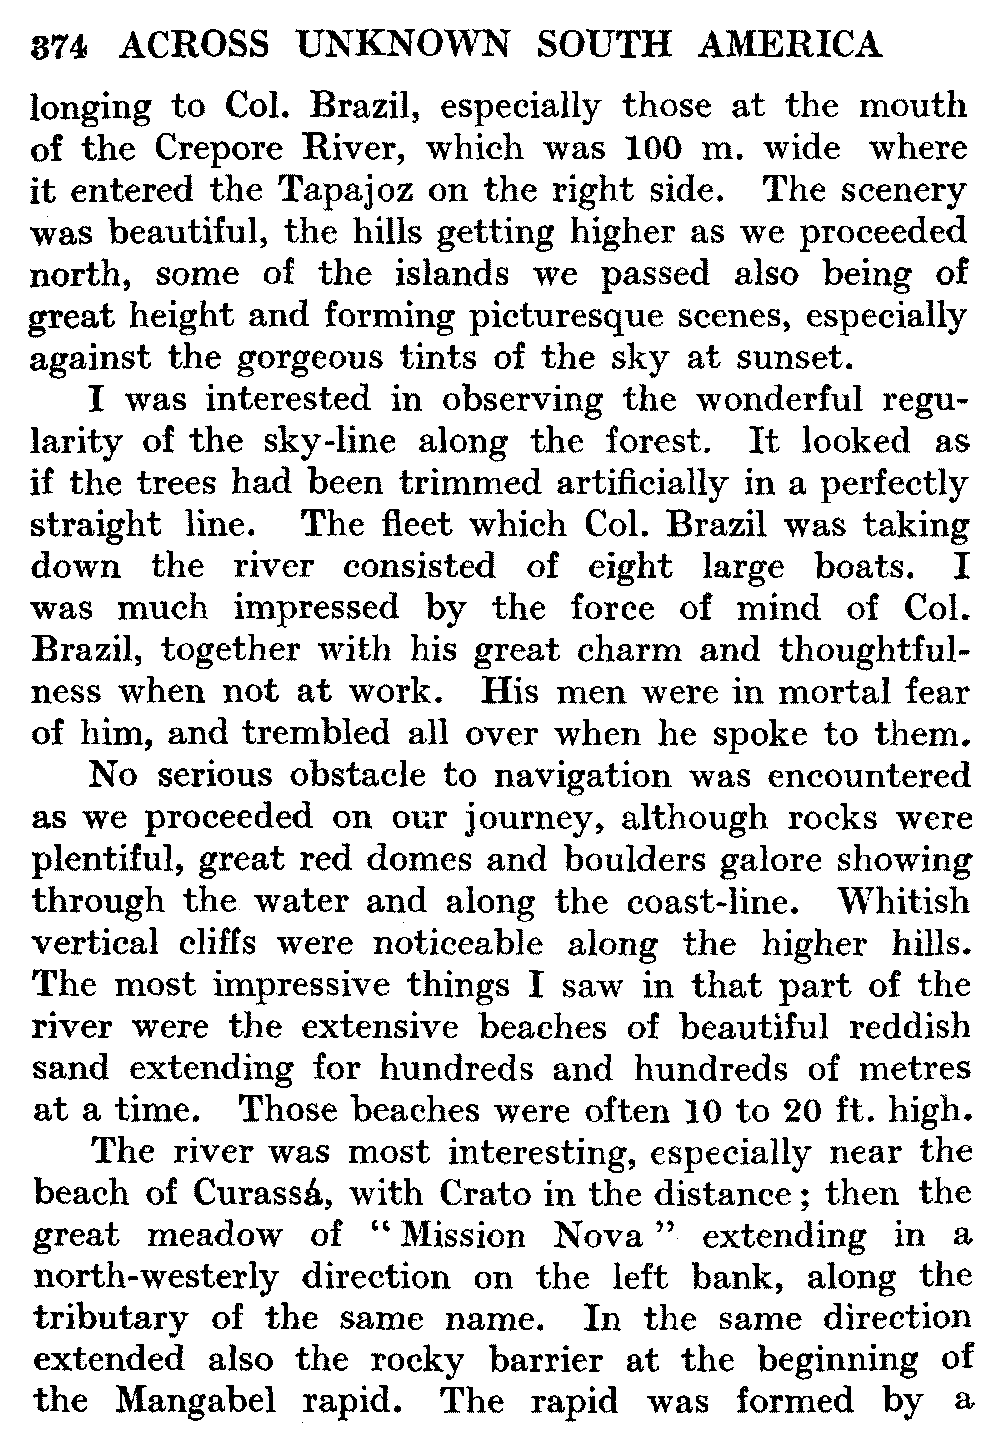 374 ACROSS UNKNOWN SOUTH AMERICA
longing to Col. Brazil, especially those at the mouth
of the Crepore River, which was 100 m. wide where
it entered the Tapajoz on the right side. The scenery
was beautiful, the hills getting higher as we proceeded
north, some of the islands we passed also being of
great height and forming picturesque scenes, especially
against the gorgeous tints of the sky at sunset.
I was interested in observing the wonderful regu-
larity of the sky-line along the forest. It looked as
if the trees had been trimmed artificially in a perfectly
straight line. The fleet which Col. Brazil was taking
down the river consisted of eight large boats. I
was much impressed by the force of mind of Col.
Brazil, together with his great charm and thoughtful-
ness when not at work. His men were in mortal fear
of him, and trembled all over when he spoke to them.
No serious obstacle to navigation was encountered
as we proceeded on our journey, although rocks were
plentiful, great red domes and boulders galore showing
through the water and along the coast-line. Whitish
vertical cliffs were noticeable along the higher hills.
The most impressive things I saw in that part of the
river were the extensive beaches of beautiful reddish
sand extending for hundreds and hundreds of metres
at a time. Those beaches were often 10 to 20 ft. high.
The river was most interesting, especially near the
beach of Curassá, with Crato in the distance; then the
great meadow of “Mission Nova” extending in a
north-westerly direction on the left bank, along the
tributary of the same name. In the same direction
extended also the rocky barrier at the beginning of
the Mangabel rapid. The rapid was formed by a